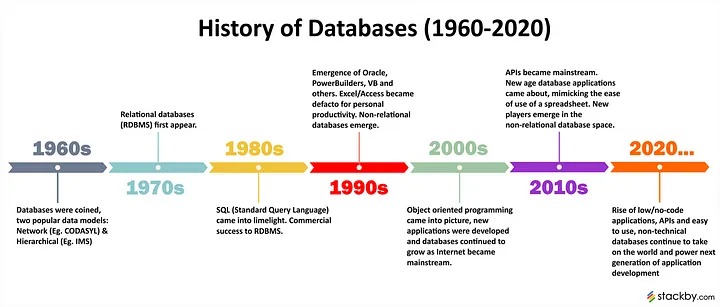 History of Databases (1960-2020)
1960s
Databases were coined,
two popular data models:
Network (Eg. CODASYL) &
Hierarchical (Eg. IMS)
Relational databases
(RDBMS) first appear.
1970s
1980s
SQL (Standard Query Language)
came into limelight. Commercial
success to RDBMS.
Emergence of Oracle,
PowerBuilders, VB and
others. Excel/Access became
defacto for personal
productivity. Non-relational
databases emerge.
1990s
2000s
Object oriented programming
came into picture, new
applications were developed
and databases continued to
grow as Internet became
mainstream.
APIs became mainstream.
New age database applications
came about, mimicking the ease
of use of a spreadsheet. New
players emerge in the
non-relational database space.
2010s
2020...
Rise of low/no-code
applications, APIs and easy
to use, non-technical
databases continue to take
on the world and power next
generation of application
development
stackby.com